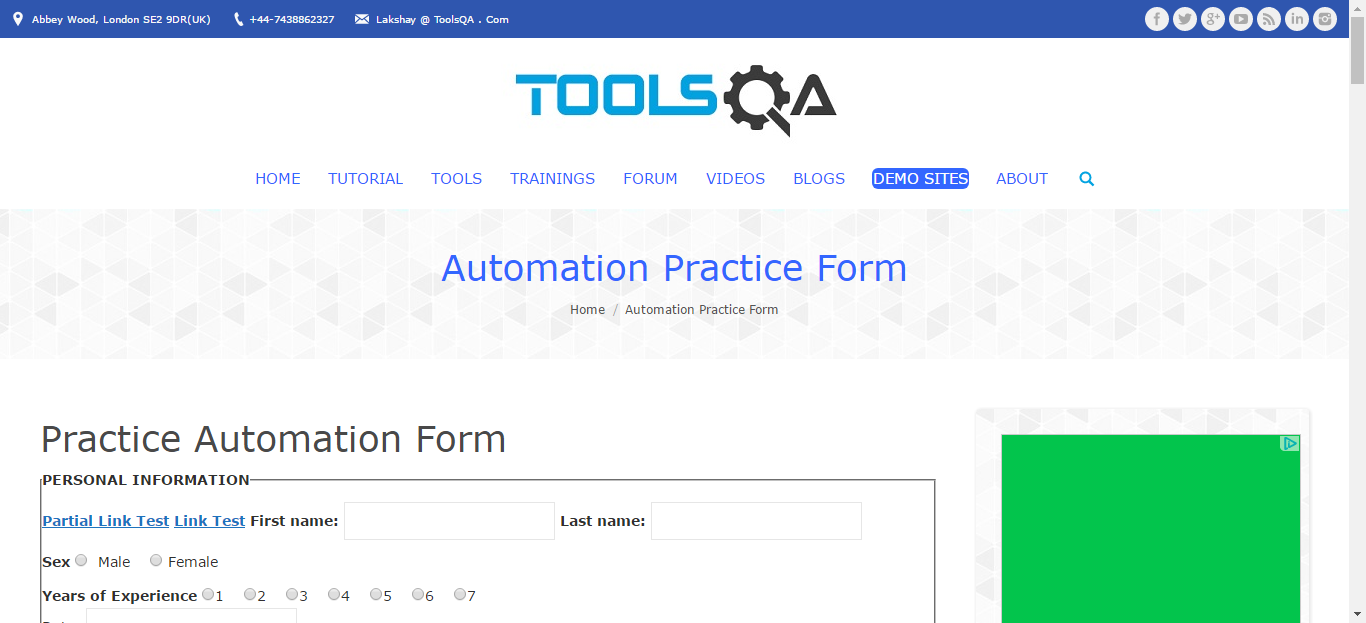 Abbey Wood, London SE2 9DR(UK) +44-7438862327 Lakshay @ ToolsQA . Com
TOOLSQA
HOME TUTORIAL TOOLS TRAININGS FORUM VIDEOS BLOGS DEMO SITES ABOUT
Automation Practice Form
Home / Automation Practice Form
Practice Automation Form
PERSONAL INFORMATION
Partial Link Test Link Test First name: Last name:
Sex Male Female
Years of Experience 1 2 3 4 5 6 7